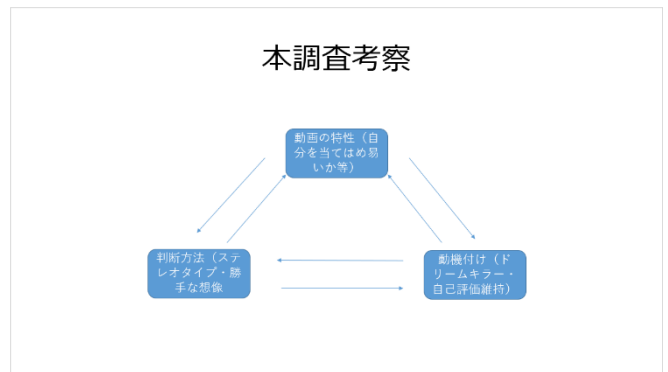 本調査考察
動画の特性（自
分を当てはめ易
いか等）
判断方法（ステ
レオタイプ・勝
手な想像
動機付け（ド
リームキラー・
自己評価維持）